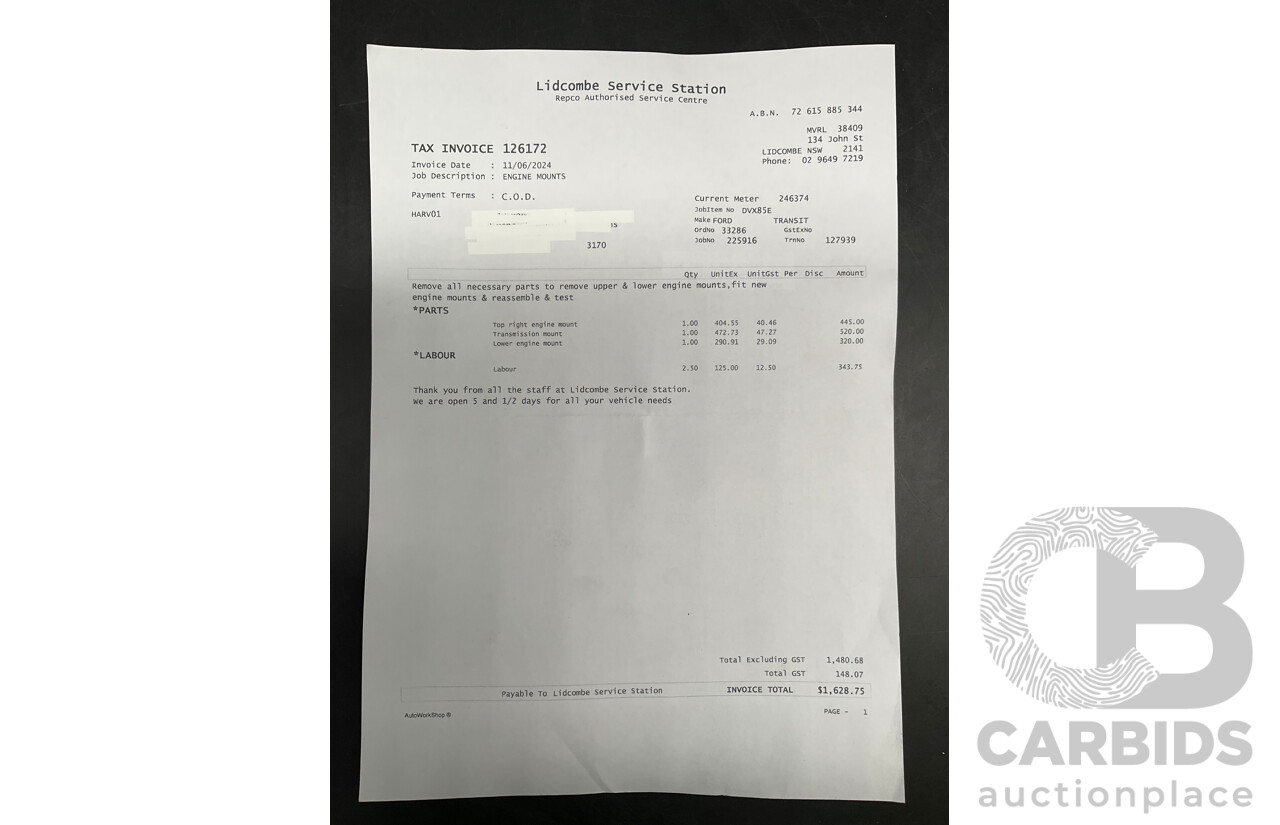 Lidcombe Service Station
Repco Authorised Service Centre
A.B.N. 72 615 885 344
MVRL 38409
134 John St
LIDCOMBE NSW 2141
Phone: 02 9649 7219
TAX INVOICE 126172
Invoice Date : 11/06/2024
Job Description : ENGINE MOUNTS
Payment Terms : C.O.D.
HARV01
3170
Current Meter 246374
JobItem No DVX85E
Make FORD TRANSIT
OrdNo 33286 GstExNo
JobNo 225916 TrnNo 127939
Qty UnitEx UnitGst Per Disc Amount
Remove all necessary parts to remove upper & lower engine mounts,fit new
engine mounts & reassemble & test
*PARTS
Top right engine mount 1.00 404.55 40.46 445.00
Transmission mount 1.00 472.73 47.27 520.00
Lower engine mount 1.00 290.91 29.09 320.00
*LABOUR
Labour 2.50 125.00 12.50 343.75
Thank you from all the staff at Lidcombe Service Station.
We are open 5 and 1/2 days for all your vehicle needs
Total Excluding GST 1,480.68
Total GST 148.07
Payable To Lidcombe Service Station INVOICE TOTAL $1,628.75
AutoWorkShop ®
PAGE - 1
CB
CARBIDS
auctionplace